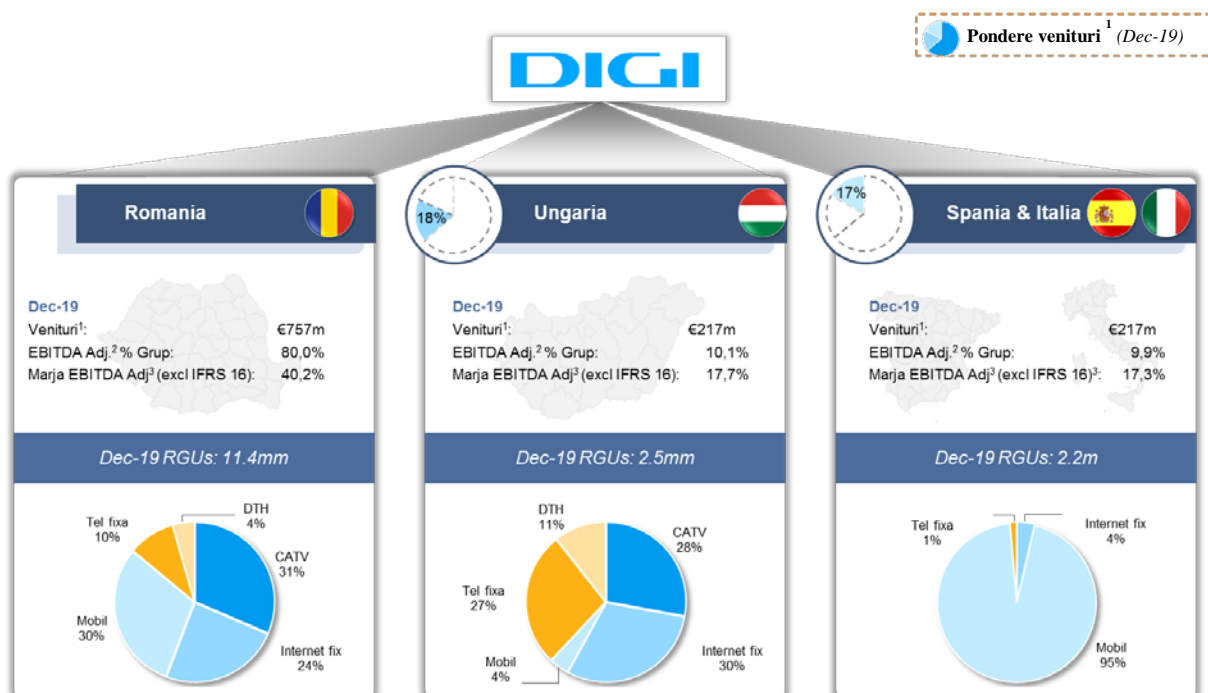 Pondere venituri 1 (Dec-19)
DIGI
Romania
Dec-19
Venituri1: €757m
EBITDA Adj.2 % Grup: 80,0%
Marja EBITDA Adj3 (excl IFRS 16): 40,2%
Dec-19 RGUs: 11.4mm
DTH
4%
Tel fixa
10%
CATV
31%
Mobil
30%
Internet fix
24%
18%
Ungaria
Dec-19
Venituri1: €217m
EBITDA Adj.2 % Grup: 10,1%
Marja EBITDA Adj3 (excl IFRS 16): 17,7%
Dec-19 RGUs: 2.5mm
DTH
11%
CATV
28%
Tel fixa
27%
Mobil
4%
Internet fix
30%
17%
Spania & Italia
Dec-19
Venituri1: €217m
EBITDA Adj.2 % Grup: 9,9%
Marja EBITDA Adj3 (excl IFRS 16)3: 17,3%
Dec-19 RGUs: 2.2m
Tel fixa
1%
Internet fix
4%
Mobil
95%